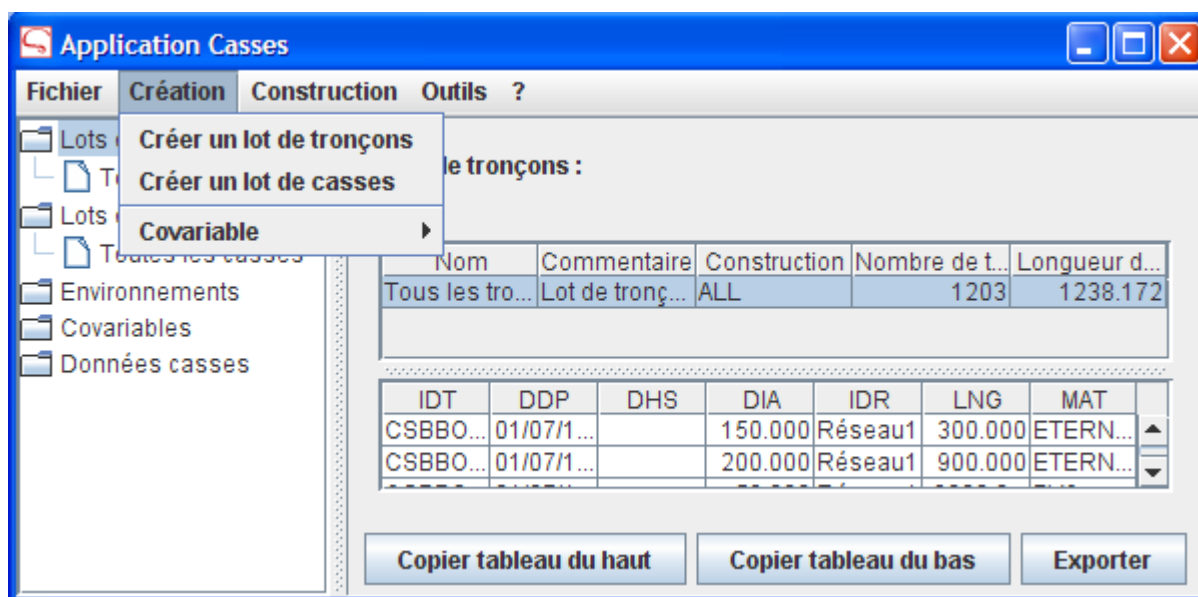 Application Casses
Fichier Création Construction Outils ?
Créer un lot de tronçons
Créer un lot de casses
Covariable
Lots
Lots
Toutes les casses
Environnements
Covariables
Données casses
de tronçons :
Nom Commentaire Construction Nombre de t... Longueur d...
Tous les tro... Lot de tronç... ALL 1203 1238.172
IDT DDP DHS DIA IDR LNG MAT
CSBBO... 01/07/1... 150.000 Réseau1 300.000 ETERN...
CSBBO... 01/07/1... 200.000 Réseau1 900.000 ETERN...
Copier tableau du haut Copier tableau du bas Exporter